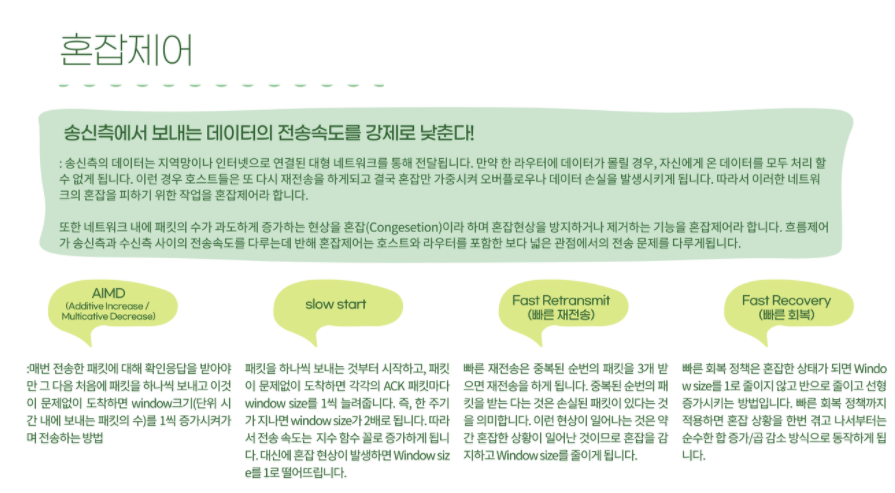 혼잡제어
송신측에서 보내는 데이터의 전송속도를 강제로 낮춘다!
: 송신측의 데이터는 지역망이나 인터넷으로 연결된 대형 네트워크를 통해 전달됩니다. 만약 한 라우터에 데이터가 몰릴 경우, 자신에게 온 데이터를 모두 처리 할
수 없게 됩니다. 이런 경우 호스트들은 또 다시 재전송을 하게되고 결국 혼잡만 가중시켜 오버플로우나 데이터 손실을 발생시키게 됩니다. 따라서 이러한 네트워
크의 혼잡을 피하기 위한 작업을 혼잡제어라 합니다.
또한 네트워크 내에 패킷의 수가 과도하게 증가하는 현상을 혼잡(Congesetion)이라 하며 혼잡현상을 방지하거나 제거하는 기능을 혼잡제어라 합니다. 흐름제어
가 송신측과 수신측 사이의 전송속도를 다루는데 반해 혼잡제어는 호스트와 라우터를 포함한 보다 넓은 관점에서의 전송 문제를 다루게됩니다.
AIMD
(Additive Increase /
Multicative Decrease)
:매번 전송한 패킷에 대해 확인응답을 받아야
만 그 다음 처음에 패킷을 하나씩 보내고 이것
이 문제없이 도착하면 window크기(단위 시
간 내에 보내는 패킷의 수)를 1씩 증가시켜가
며 전송하는 방법
slow start
패킷을 하나씩 보내는 것부터 시작하고, 패킷
이 문제없이 도착하면 각각의 ACK 패킷마다
window size를 1씩 늘려줍니다. 즉, 한 주기
가 지나면 window size가 2배로 됩니다. 따라
서 전송 속도는 지수 함수 꼴로 증가하게 됩니
다. 대신에 혼잡 현상이 발생하면 Window siz
e를 1로 떨어뜨립니다.
Fast Retransmit
(빠른 재전송)
빠른 재전송은 중복된 순번의 패킷을 3개 받
으면 재전송을 하게 됩니다. 중복된 순번의 패
킷을 받는 다는 것은 손실된 패킷이 있다는 것
을 의미합니다. 이런 현상이 일어나는 것은 약
간 혼잡한 상황이 일어난 것이므로 혼잡을 감
지하고 Window size를 줄이게 됩니다.
Fast Recovery
(빠른 회복)
빠른 회복 정책은 혼잡한 상태가 되면 Windo
w size를 1로 줄이지 않고 반으로 줄이고 선형
증가시키는 방법입니다. 빠른 회복 정책까지
적용하면 혼잡 상황을 한번 겪고 나서부터는
순수한 합 증가/곱 감소 방식으로 동작하게 됩
니다.